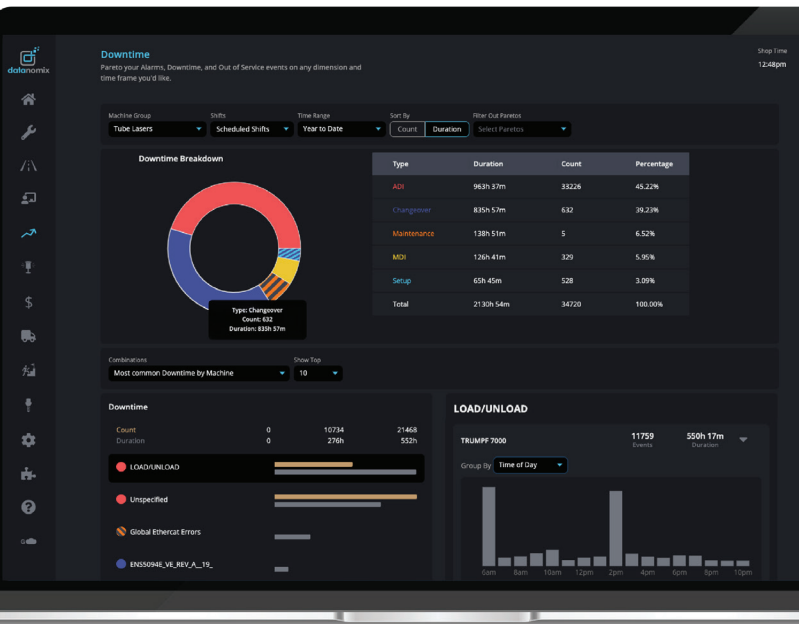 datanomix
Downtime
Pareto your Alarms, Downtime, and Out of Service events on any dimension and
time frame you'd like.
Shop Time
12:48pm
Machine Group
Shifts
Time Range
Sort By
Filter Out Paretos
Tube Lasers
Scheduled Shifts
Year to Date
Count
Duration
Select Paretos
Downtime Breakdown
Type: Changeover
Count: 632
Duration: 835h 57m
Type Duration Count Percentage
ADI 963h 37m 33226 45.22%
Changeover 835h 57m 632 39.23%
Maintenance 138h 51m 5 6.52%
MDI 126h 41m 329 5.95%
Setup 65h 45m 528 3.09%
Total 2130h 54m 34720 100.00%
Combinations
Show Top
Most common Downtime by Machine
10
Downtime
Count 0 10734 21468
Duration 0 276h 552h
LOAD/UNLOAD
Unspecified
Global Ethercat Errors
ENS5094E_VE_REV_A__19_
LOAD/UNLOAD
TRUMPF 7000
11759
Events
550h 17m
Duration
Group By
Time of Day
6am 8am 10am 12pm 2pm 4pm 6pm 8pm 10pm